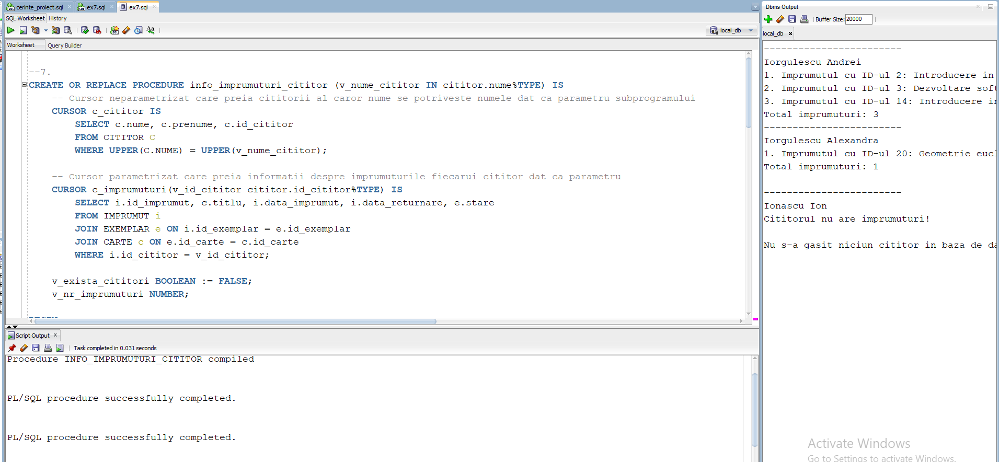 cerinte_proiect.sql
ex7.sql
ex7.sql
SQL Worksheet History
local_db
Worksheet Query Builder
--7.
CREATE OR REPLACE PROCEDURE info_imprumuturi_cititor (v_nume_cititor IN cititor.nume%TYPE) IS
-- Cursor neparametrizat care preia cititorii al caror nume se potriveste numele dat ca parametru subprogramului
CURSOR c_cititor IS
SELECT c.nume, c.prenume, c.id_cititor
FROM CITITOR C
WHERE UPPER(C.NUME) = UPPER(v_nume_cititor);
-- Cursor parametrizat care preia informatii despre imprumuturile fiecarui cititor dat ca parametru
CURSOR c_imprumuturi(v_id_cititor cititor.id_cititor%TYPE) IS
SELECT i.id_imprumut, c.titlu, i.data_imprumut, i.data_returnare, e.stare
FROM IMPRUMUT i
JOIN EXEMPLAR e ON i.id_exemplar = e.id_exemplar
JOIN CARTE c ON e.id_carte = c.id_carte
WHERE i.id_cititor = v_id_cititor;
v_exista_cititori BOOLEAN := FALSE;
v_nr_imprumuturi NUMBER;
Script Output
Task completed in 0.031 seconds
Procedure INFO_IMPRUMUTURI_CITITOR compiled
PL/SQL procedure successfully completed.
PL/SQL procedure successfully completed.
Dbms Output
Buffer Size: 20000
local_db
------------------------
Iorgulescu Andrei
1. Imprumutul cu ID-ul 2: Introducere in
2. Imprumutul cu ID-ul 3: Dezvoltare soft
3. Imprumutul cu ID-ul 14: Introducere in
Total imprumuturi: 3
------------------------
Iorgulescu Alexandra
1. Imprumutul cu ID-ul 20: Geometrie eucl
Total imprumuturi: 1
------------------------
Ionascu Ion
Cititorul nu are imprumuturi!
Nu s-a gasit niciun cititor in baza de da
Activate Windows
Go to Settings to activate Windows.